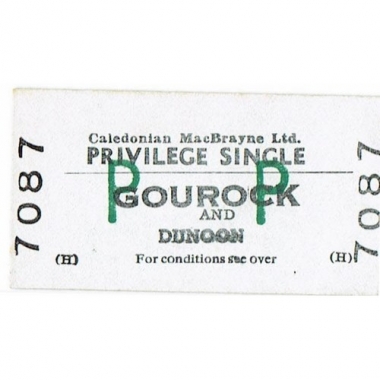 Caledonian MacBrayne Ltd.
PRIVILEGE SINGLE
P P
GOUROCK
AND
DUNOON
(H) For conditions see over (H)
7087
7087